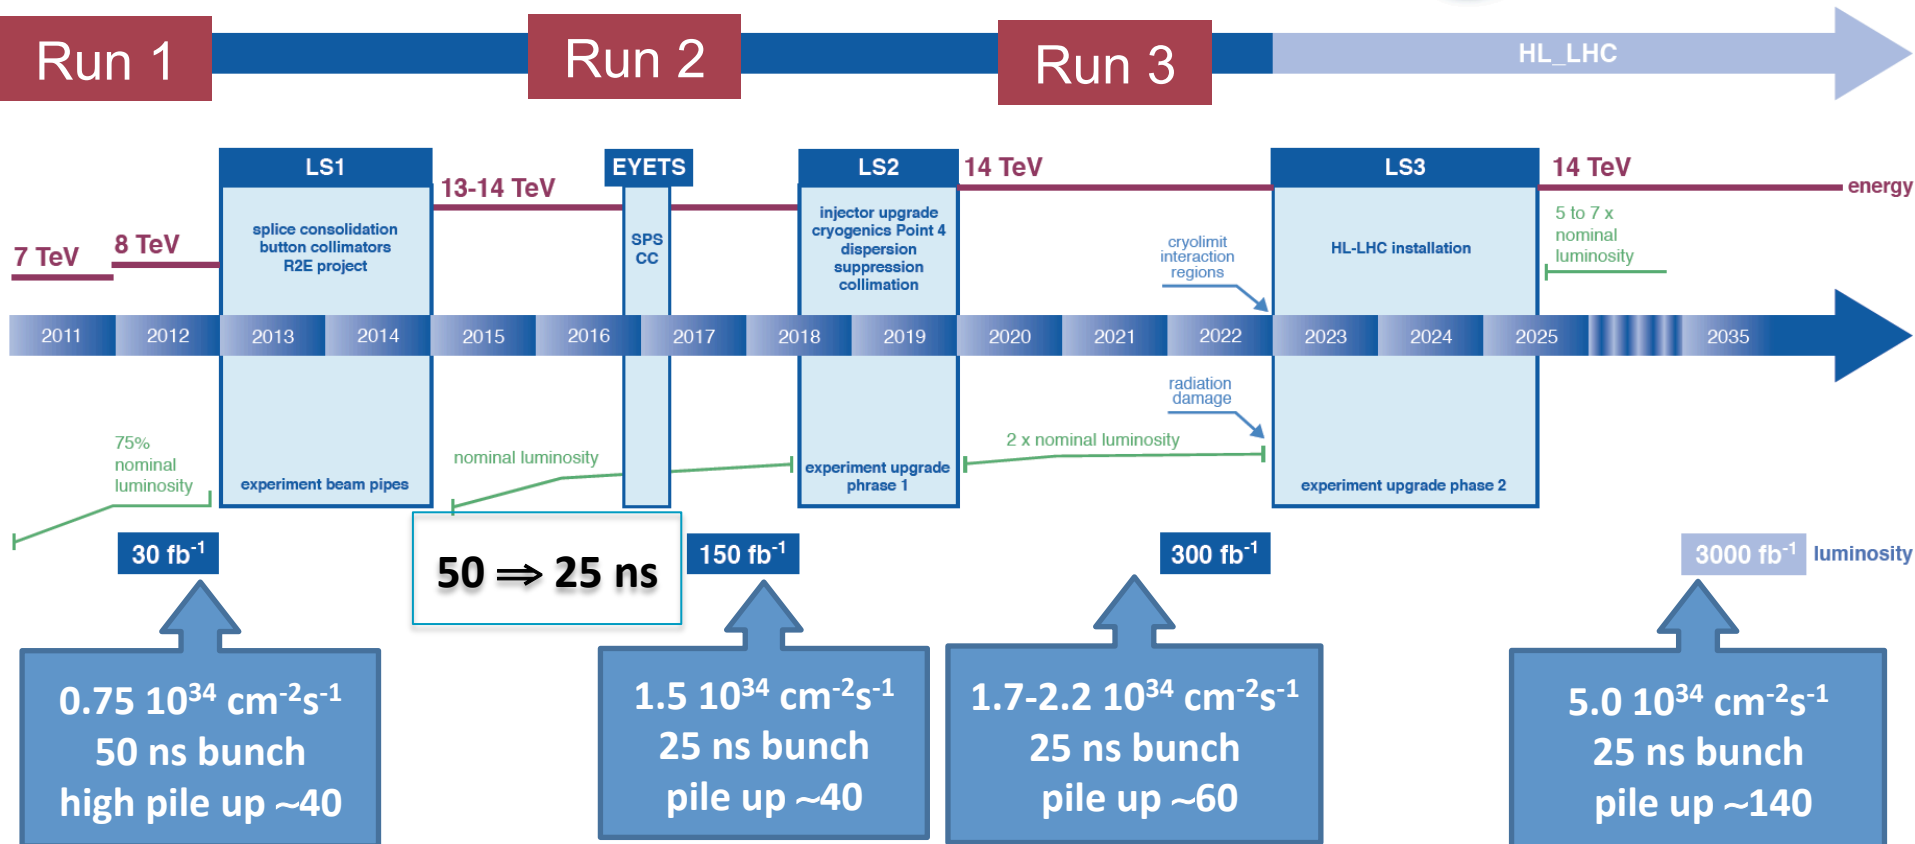 Run 1
Run 2
Run 3
HL_LHC
LS1
EYETS
LS2
14 TeV
LS3
14 TeV
energy
13-14 TeV
7 TeV
8 TeV
splice consolidation
button collimators
R2E project
SPS
CC
injector upgrade
cryogenics Point 4
dispersion
suppression
collimation
cryolimit
interaction
regions
HL-LHC installation
5 to 7 x
nominal
luminosity
2011
2012
2013
2014
2015
2016
2017
2018
2019
2020
2021
2022
2023
2024
2025
2035
75%
nominal
luminosity
experiment beam pipes
nominal luminosity
experiment upgrade
phrase 1
2 x nominal luminosity
radiation
damage
experiment upgrade phase 2
30 fb⁻¹
50 ⇒ 25 ns
150 fb⁻¹
300 fb⁻¹
3000 fb⁻¹
luminosity
0.75 10³⁴ cm⁻²s⁻¹
50 ns bunch
high pile up ~40
1.5 10³⁴ cm⁻²s⁻¹
25 ns bunch
pile up ~40
1.7-2.2 10³⁴ cm⁻²s⁻¹
25 ns bunch
pile up ~60
5.0 10³⁴ cm⁻²s⁻¹
25 ns bunch
pile up ~140